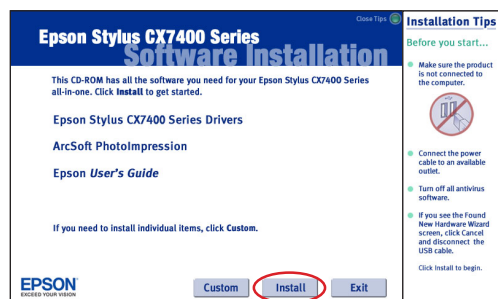 Close Tips
Epson Stylus CX7400 Series
Software Installation
This CD-ROM has all the software you need for your Epson Stylus CX7400 Series
all-in-one. Click Install to get started.
Epson Stylus CX7400 Series Drivers
ArcSoft PhotoImpression
Epson User's Guide
If you need to install individual items, click Custom.
EPSON
EXCEED YOUR VISION
Custom
Install
Exit
Installation Tips
Before you start...
Make sure the product
is not connected to
the computer.
Connect the power
cable to an available
outlet.
Turn off all antivirus
software.
If you see the Found
New Hardware Wizard
screen, click Cancel
and disconnect the
USB cable.
Click Install to begin.